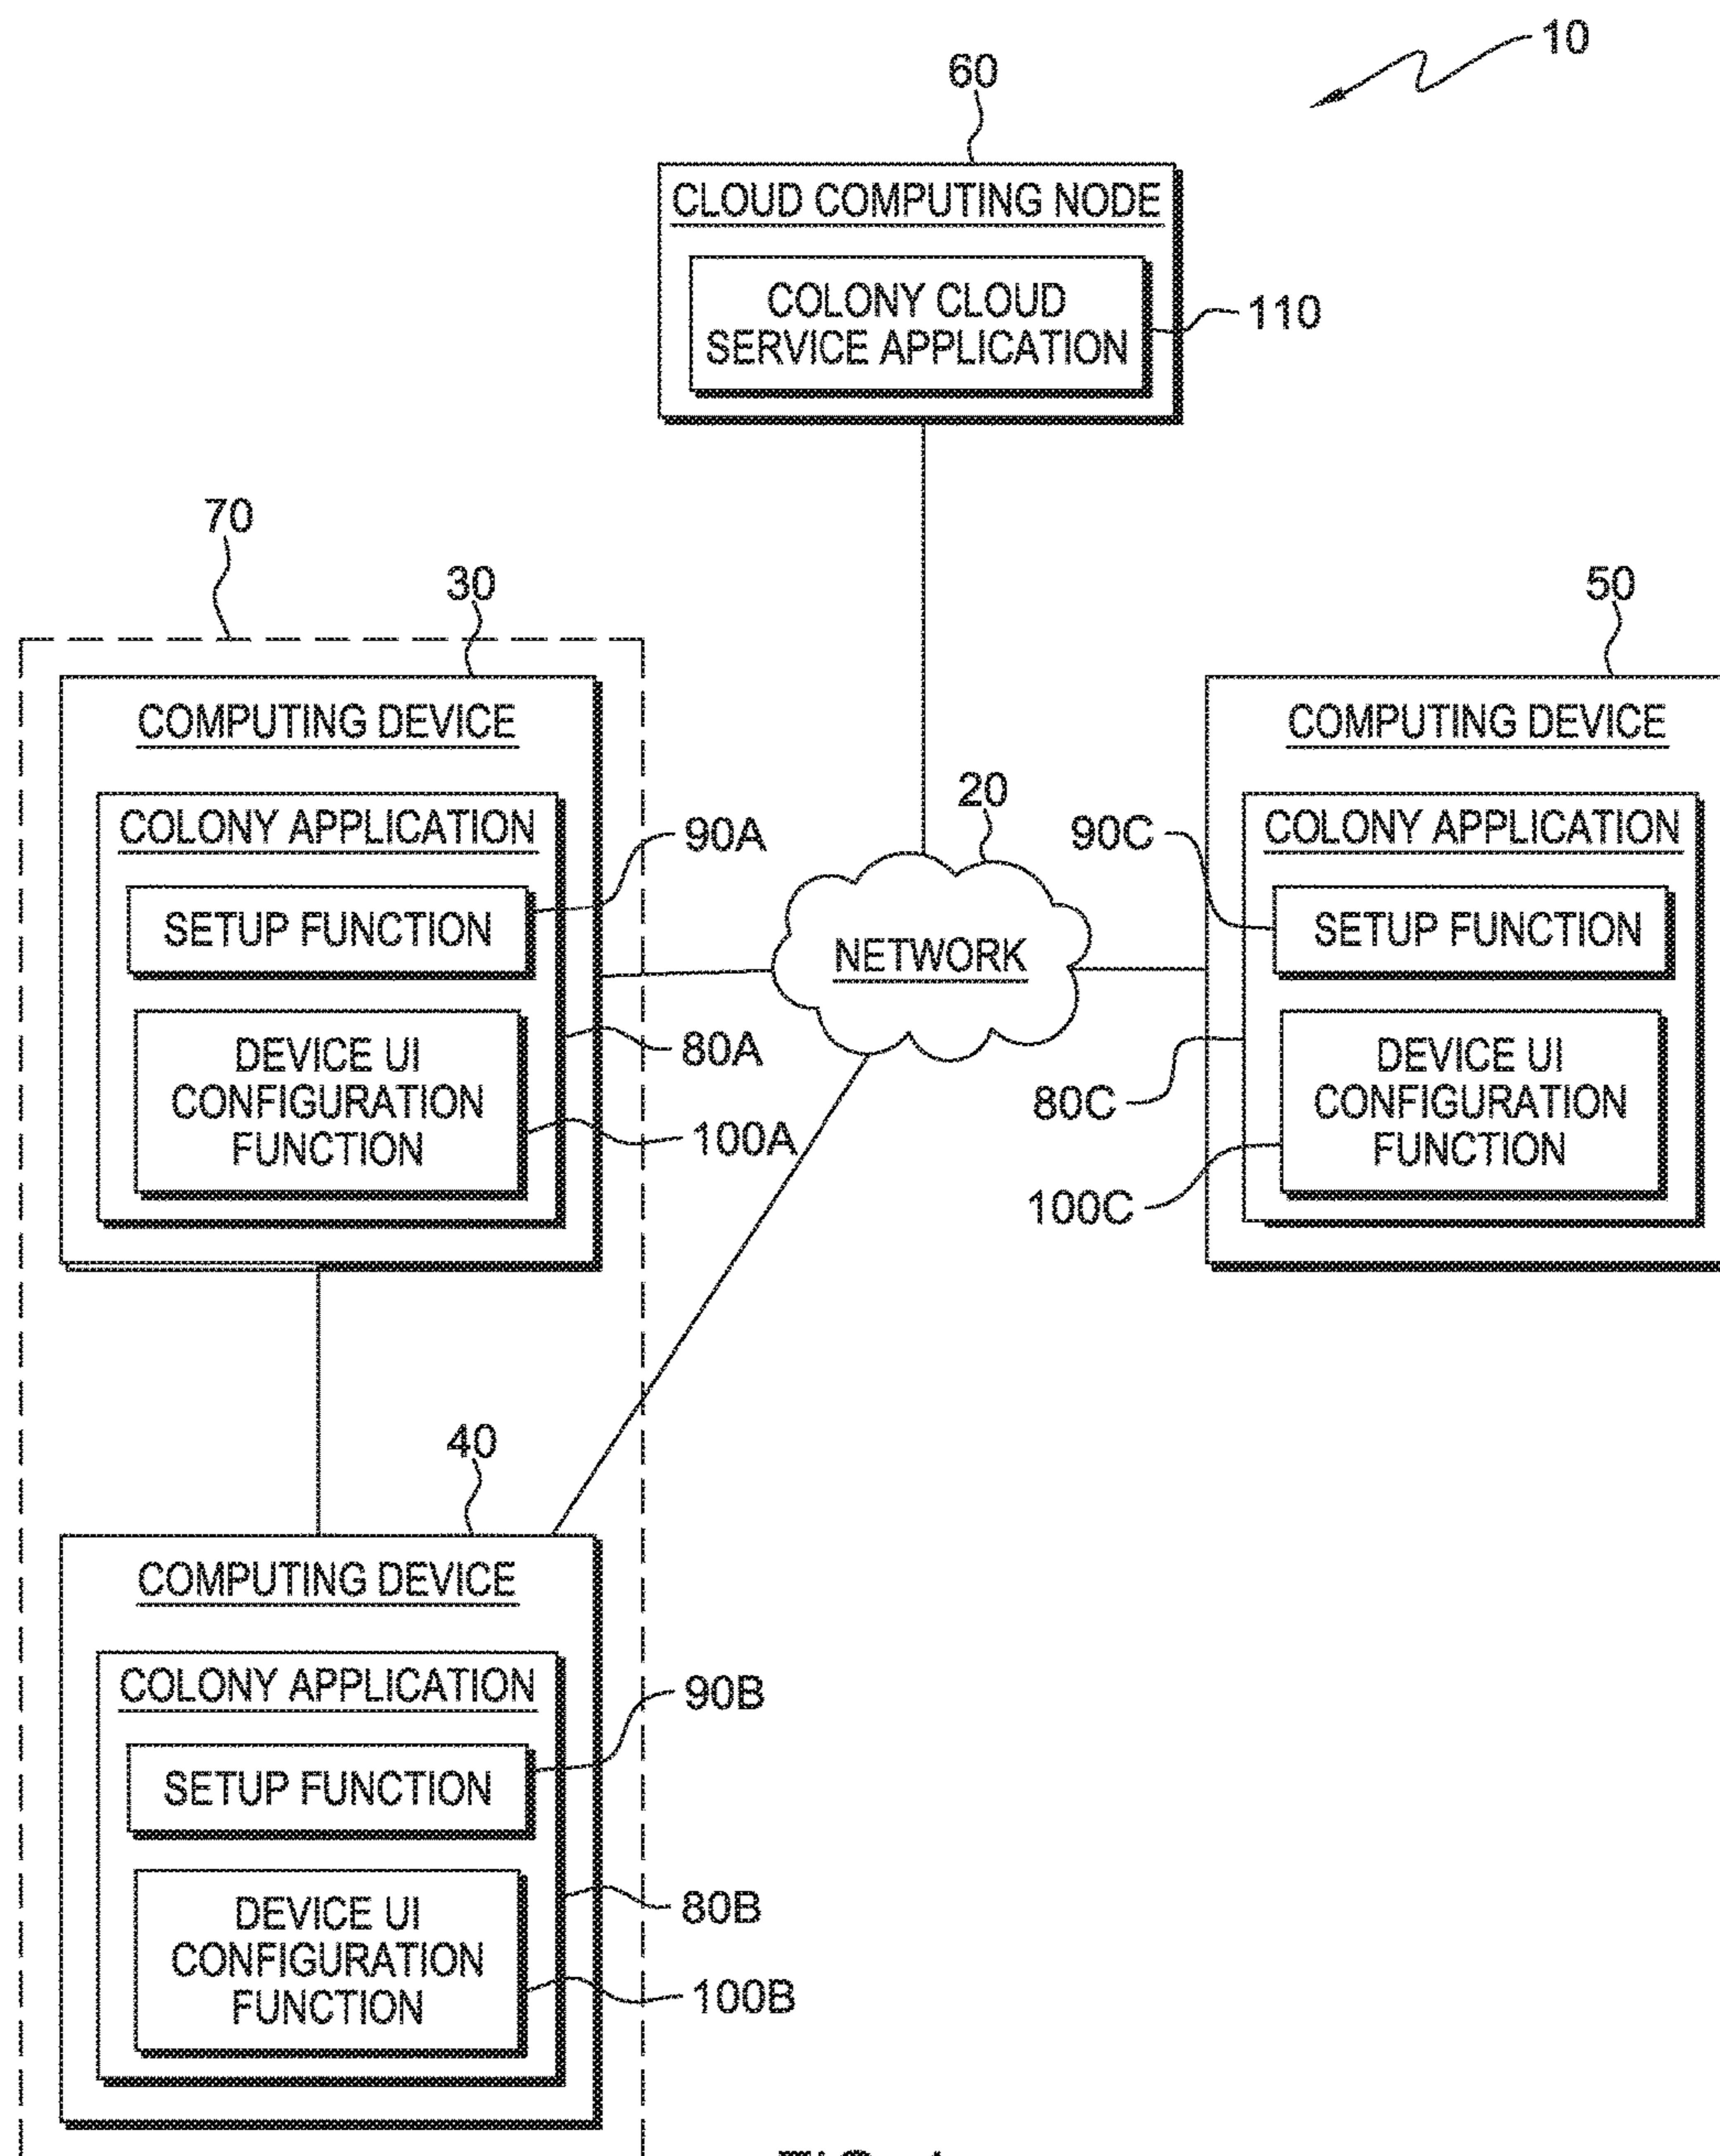 10
60
CLOUD COMPUTING NODE
COLONY CLOUD
SERVICE APPLICATION
110
70
30
50
COMPUTING DEVICE
COLONY APPLICATION
90A
SETUP FUNCTION
DEVICE UI
CONFIGURATION
FUNCTION
80A
100A
20
NETWORK
COMPUTING DEVICE
90C
COLONY APPLICATION
SETUP FUNCTION
DEVICE UI
CONFIGURATION
FUNCTION
80C
100C
40
COMPUTING DEVICE
COLONY APPLICATION
90B
SETUP FUNCTION
DEVICE UI
CONFIGURATION
FUNCTION
80B
100B